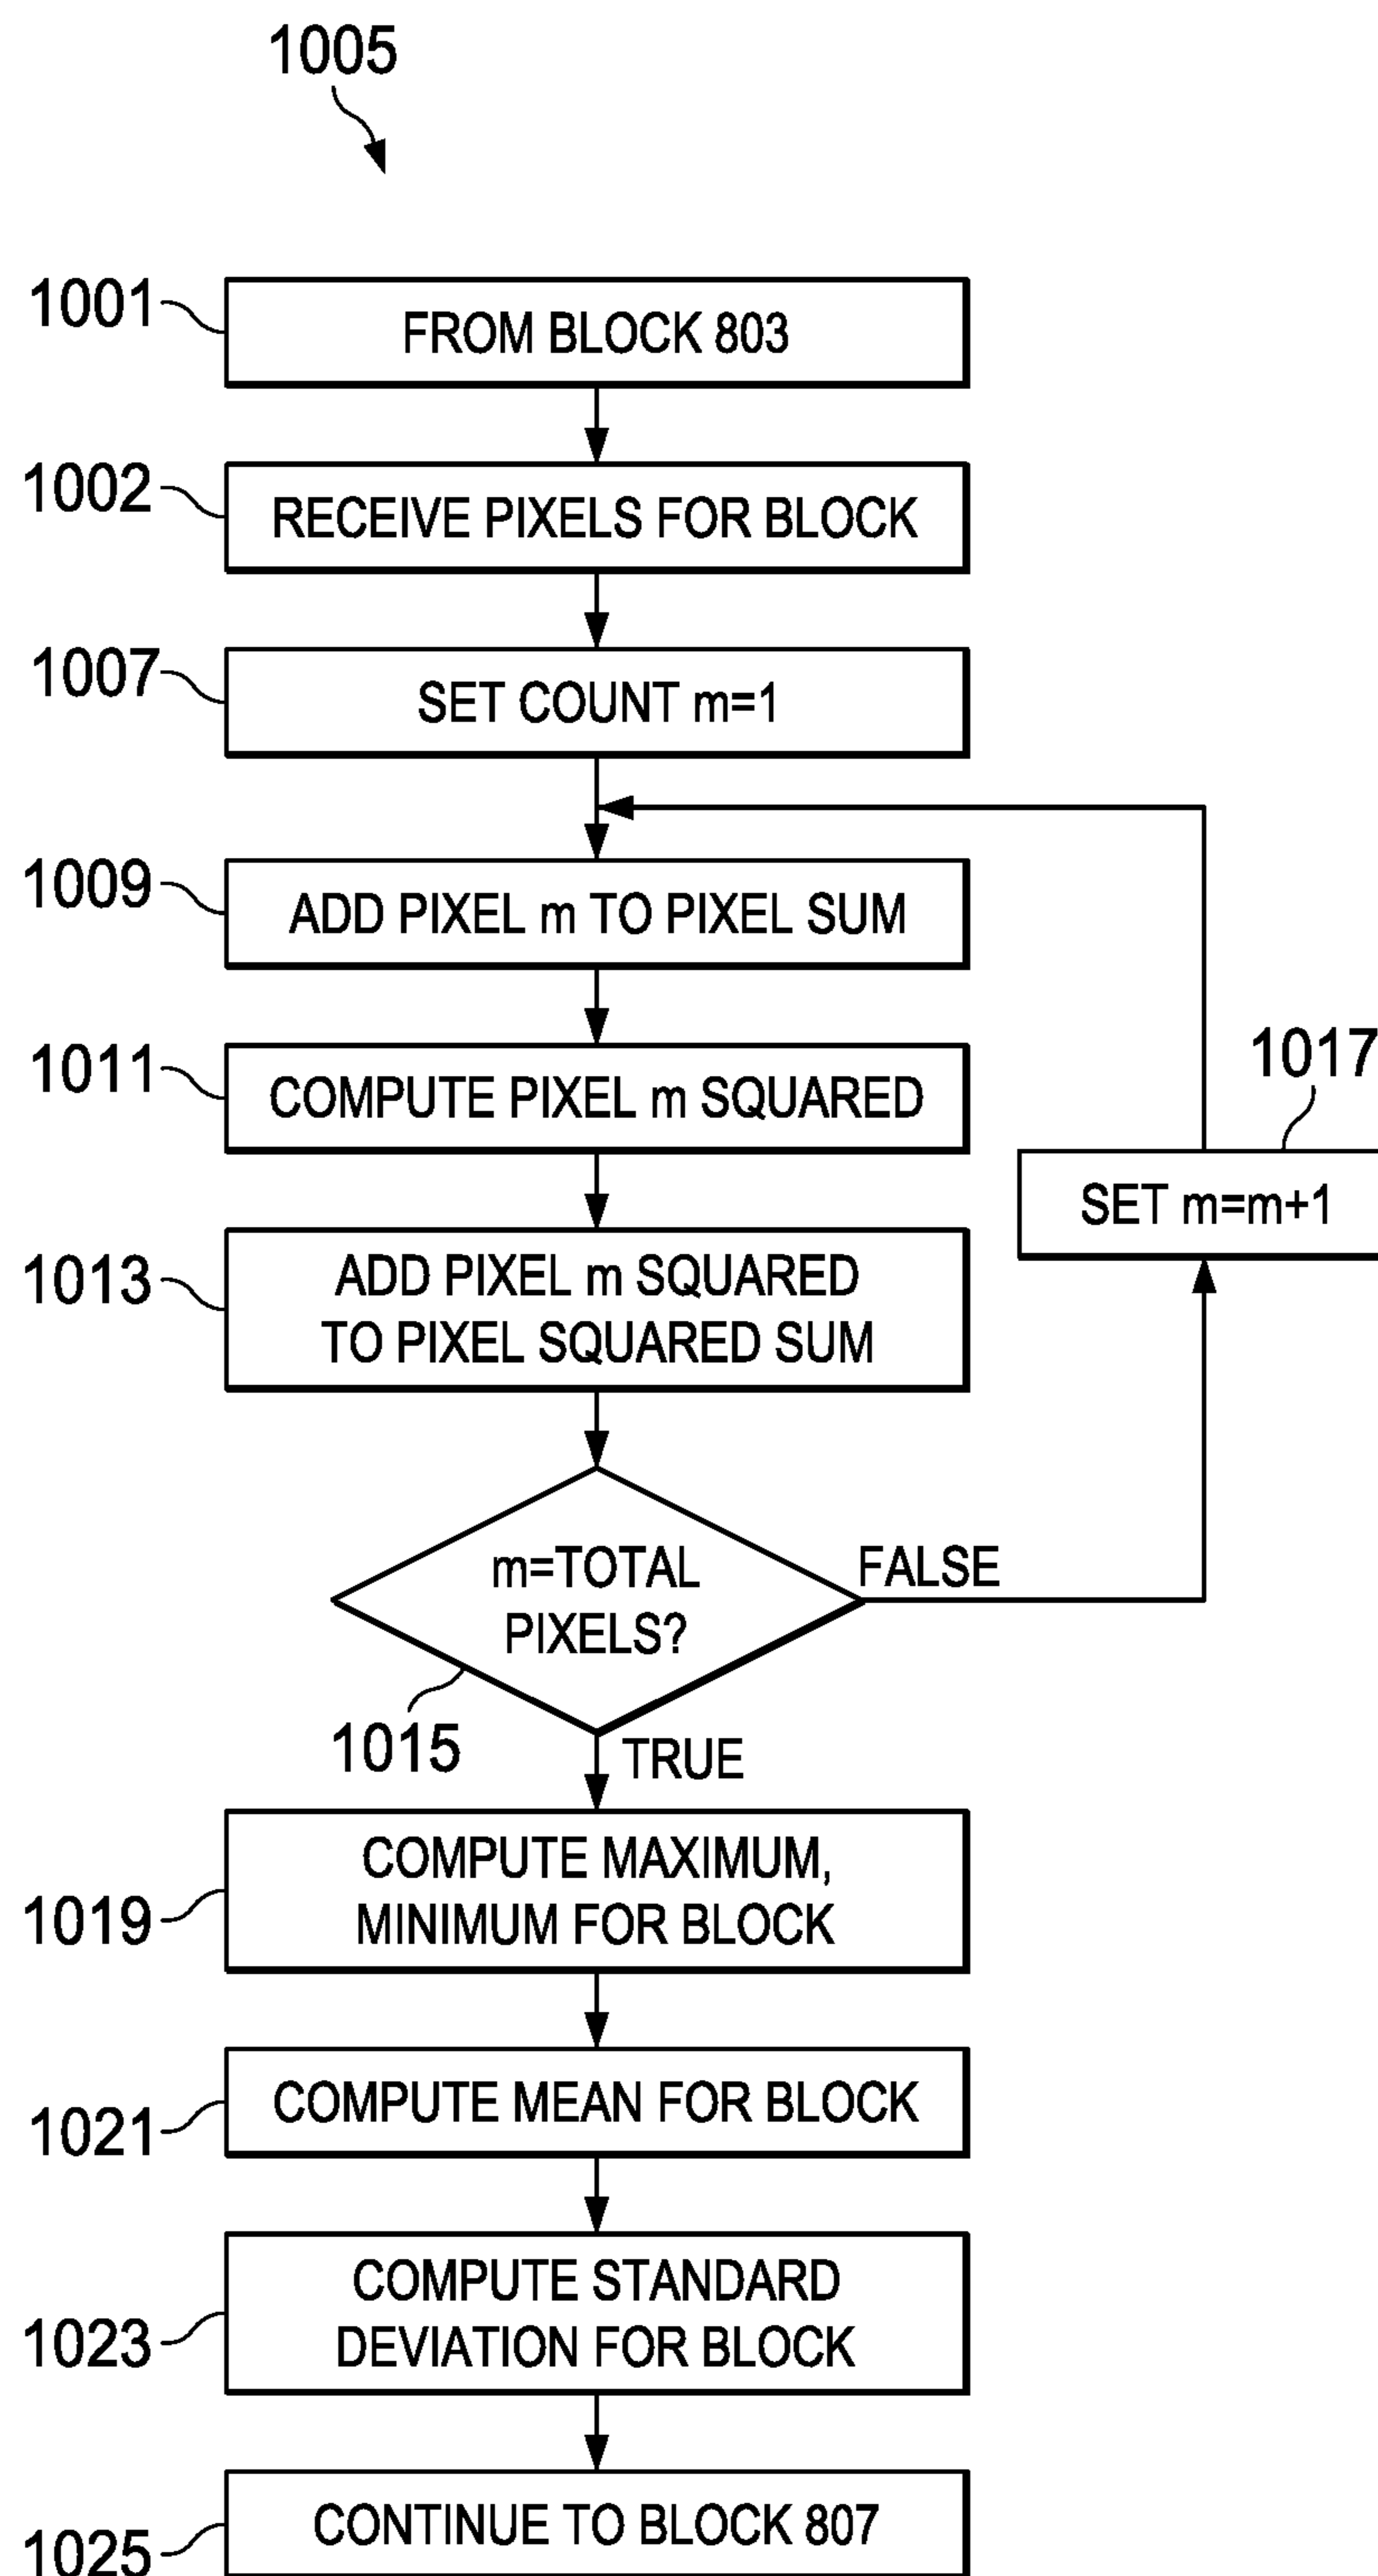 1005
1001
FROM BLOCK 803
1002
RECEIVE PIXELS FOR BLOCK
1007
SET COUNT m=1
1009
ADD PIXEL m TO PIXEL SUM
1011
COMPUTE PIXEL m SQUARED
1017
SET m=m+1
1013
ADD PIXEL m SQUARED
TO PIXEL SQUARED SUM
m=TOTAL
PIXELS?
FALSE
1015
TRUE
1019
COMPUTE MAXIMUM,
MINIMUM FOR BLOCK
1021
COMPUTE MEAN FOR BLOCK
1023
COMPUTE STANDARD
DEVIATION FOR BLOCK
1025
CONTINUE TO BLOCK 807